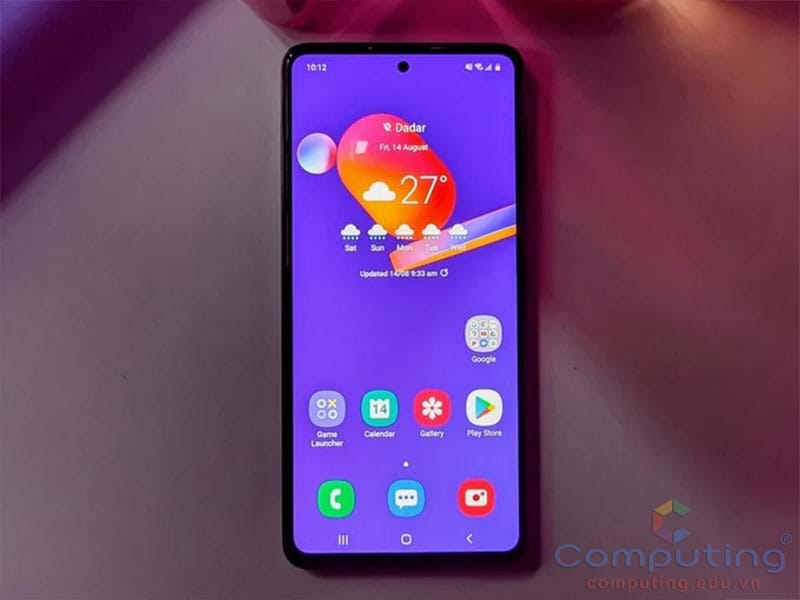 10:12
Dadar
Fri, 14 August
27°
Sat Sun Mon Tue Wed
Updated 14/08 9:33 am
Google
14
Game Launcher
Calendar
Gallery
Play Store
Computing®
computing.edu.vn